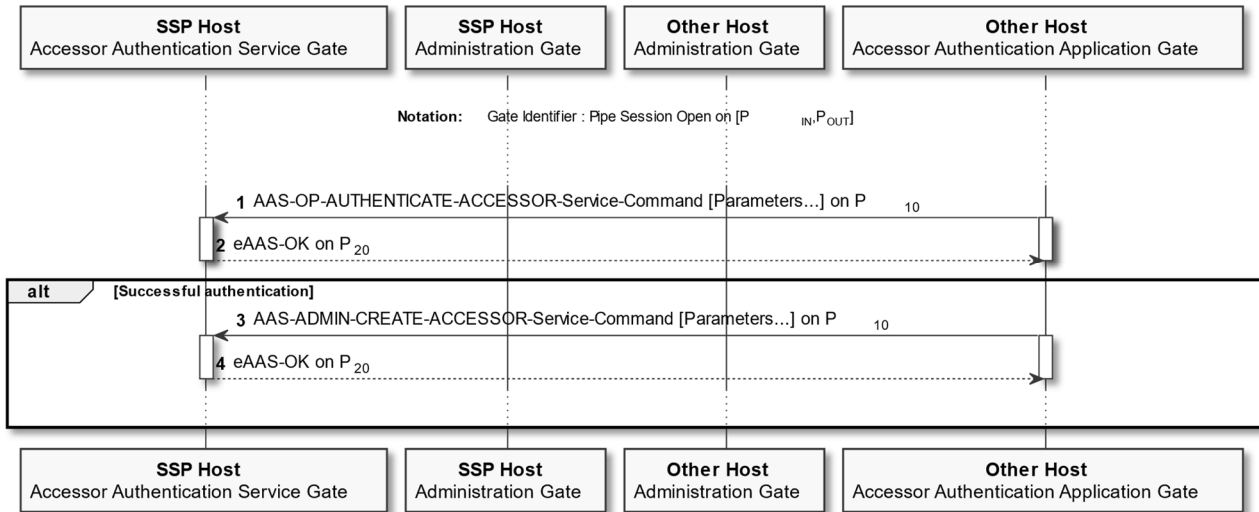 SSP Host
Accessor Authentication Service Gate
SSP Host
Administration Gate
Other Host
Administration Gate
Other Host
Accessor Authentication Application Gate
Notation: Gate Identifier : Pipe Session Open on [P IN,POUT]
1 AAS-OP-AUTHENTICATE-ACCESSOR-Service-Command [Parameters...] on P 10
2 eAAS-OK on P20
alt [Successful authentication]
3 AAS-ADMIN-CREATE-ACCESSOR-Service-Command [Parameters...] on P 10
4 eAAS-OK on P20
SSP Host
Accessor Authentication Service Gate
SSP Host
Administration Gate
Other Host
Administration Gate
Other Host
Accessor Authentication Application Gate